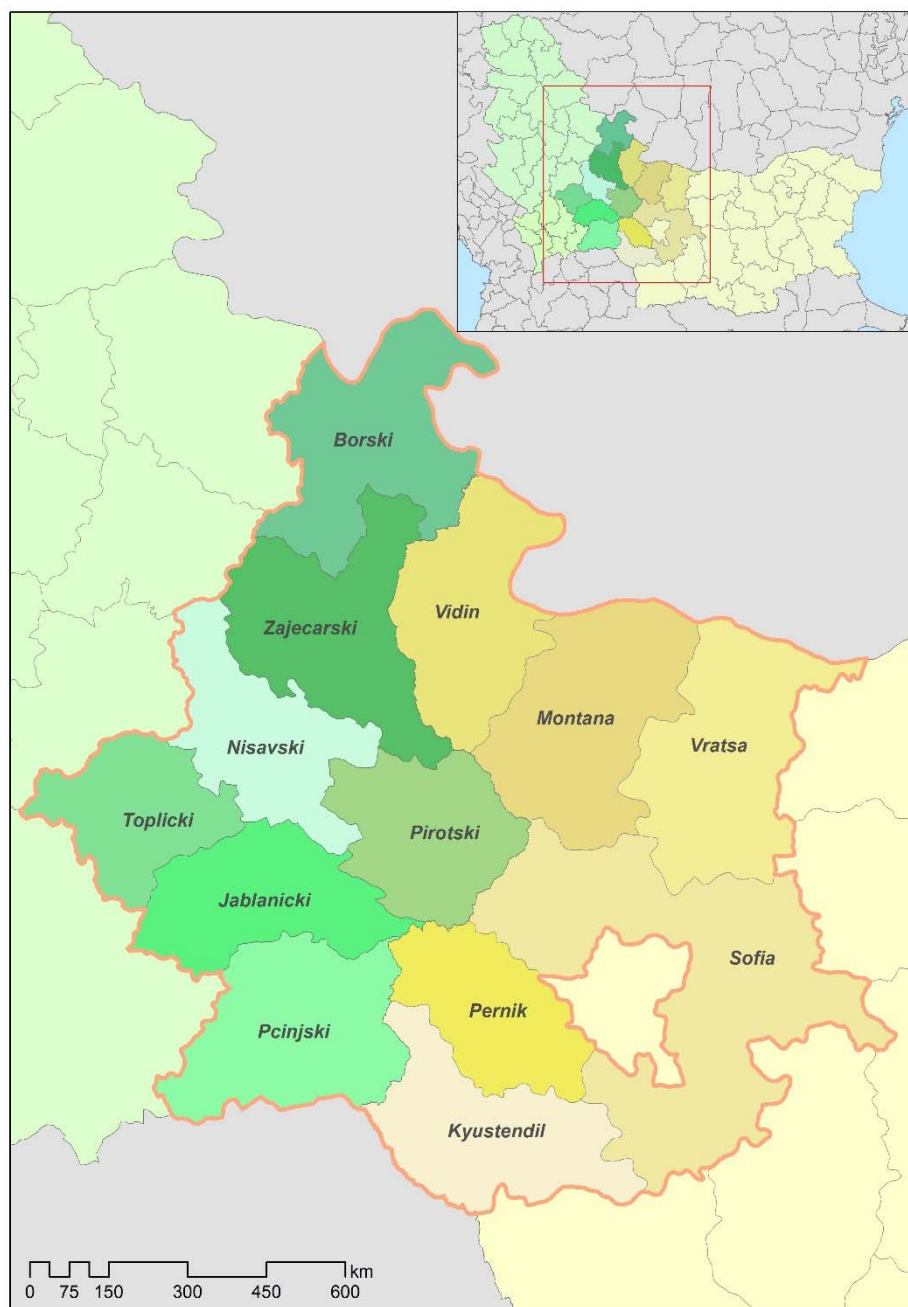 Borski
Zajecarski
Vidin
Nisavski
Montana
Vratsa
Toplicki
Pirotski
Jablanicki
Sofia
Pernik
Pcinjski
Kyustendil
km
0 75 150 300 450 600